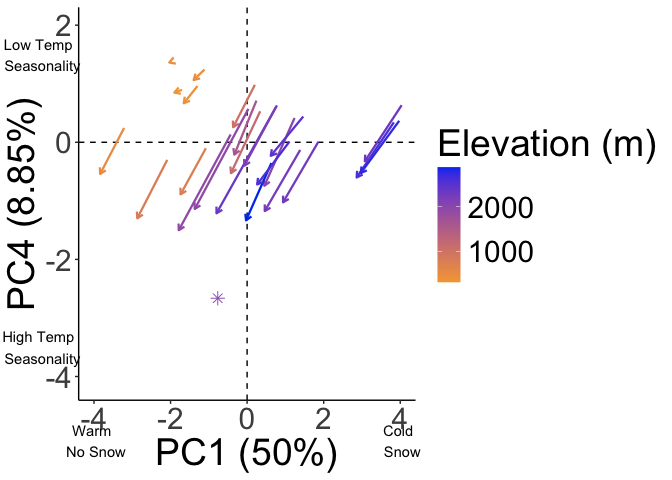 2
Low Temp
Seasonality
0
PC4 (8.85%)
-2
High Temp
Seasonality
-4
-4
-2
0
2
4
Warm
No Snow
PC1 (50%)
Cold
Snow
Elevation (m)
2000
1000